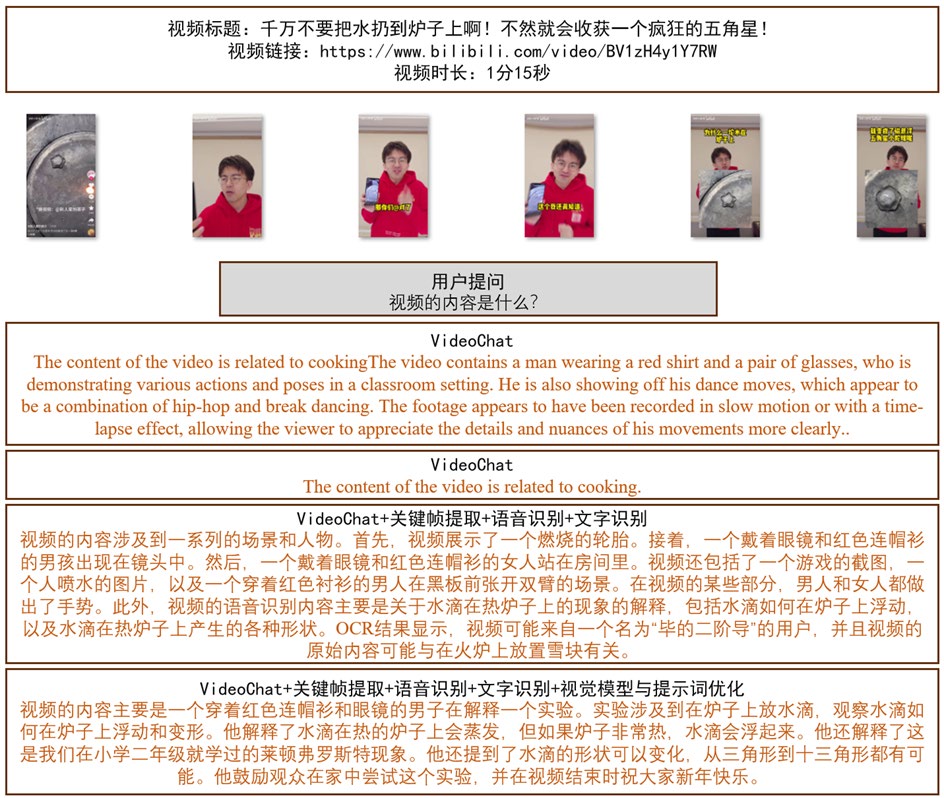 视频标题：千万不要把水扔到炉子上啊！不然就会收获一个疯狂的五角星！
视频链接：https://www.bilibili.com/video/BV1zH4y1Y7RW
视频时长：1分15秒
那你们@对了
这个我还真知道
为什么一坨水在
炉子上
用户提问
视频的内容是什么？
VideoChat
The content of the video is related to cookingThe video contains a man wearing a red shirt and a pair of glasses, who is
demonstrating various actions and poses in a classroom setting. He is also showing off his dance moves, which appear to
be a combination of hip-hop and break dancing. The footage appears to have been recorded in slow motion or with a time-
lapse effect, allowing the viewer to appreciate the details and nuances of his movements more clearly..
VideoChat
The content of the video is related to cooking.
VideoChat+关键帧提取+语音识别+文字识别
视频的内容涉及到一系列的场景和人物。首先，视频展示了一个燃烧的轮胎。接着，一个戴着眼镜和红色连帽衫
的男孩出现在镜头中。然后，一个戴着眼镜和红色连帽衫的女人站在房间里。视频还包括了一个游戏的截图，一
个人喷水的图片，以及一个穿着红色衬衫的男人在黑板前张开双臂的场景。在视频的某些部分，男人和女人都做
出了手势。此外，视频的语音识别内容主要是关于水滴在热炉子上的现象的解释，包括水滴如何在炉子上浮动，
以及水滴在热炉子上产生的各种形状。OCR结果显示，视频可能来自一个名为“毕的二阶导”的用户，并且视频的
原始内容可能与在火炉上放置雪块有关。
VideoChat+关键帧提取+语音识别+文字识别+视觉模型与提示词优化
视频的内容主要是一个穿着红色连帽衫和眼镜的男子在解释一个实验。实验涉及到在炉子上放水滴，观察水滴如
何在炉子上浮动和变形。他解释了水滴在热的炉子上会蒸发，但如果炉子非常热，水滴会浮起来。他还解释了这
是我们在小学二年级就学过的莱顿弗罗斯特现象。他还提到了水滴的形状可以变化，从三角形到十三角形都有可
能。他鼓励观众在家中尝试这个实验，并在视频结束时祝大家新年快乐。